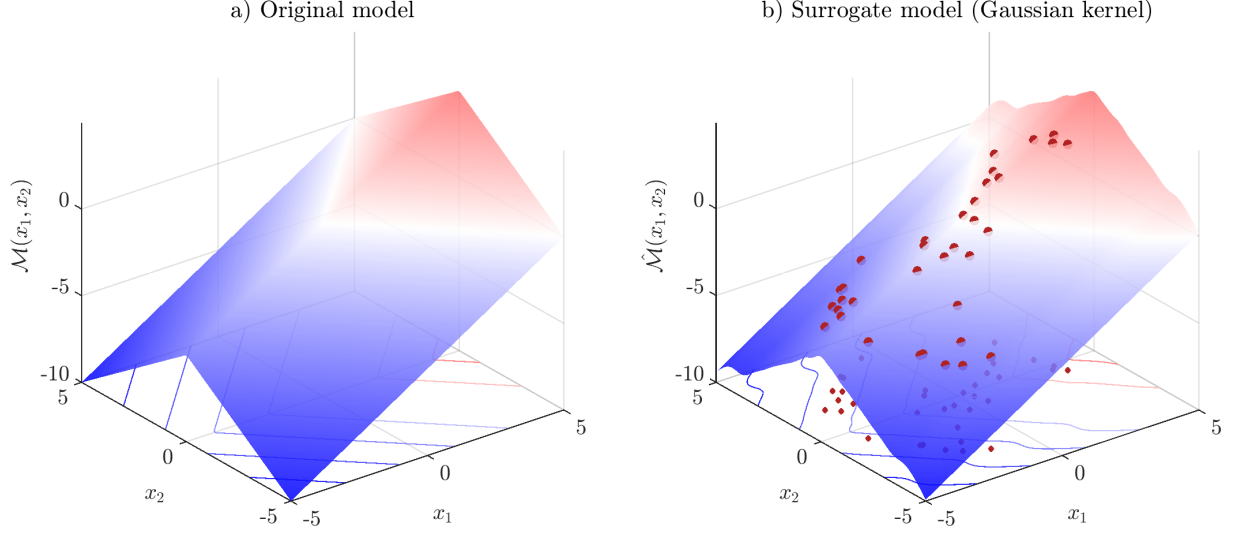 a) Original model
0
-5
-10
5
0
-5
-5
0
5
x₂
x₁
ℳ(x₁, x₂)
b) Surrogate model (Gaussian kernel)
0
-5
-10
5
0
-5
-5
0
5
x₂
x₁
ℳ̂(x₁, x₂)